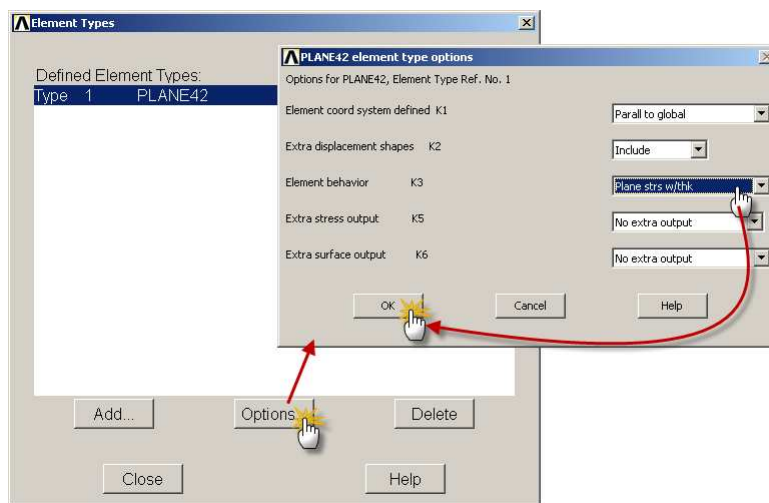 Element Types
Defined Element Types:
Type 1 PLANE42
PLANE42 element type options
Options for PLANE42, Element Type Ref. No. 1
Element coord system defined K1 Parall to global
Extra displacement shapes K2 Include
Element behavior K3 Plane strs w/thk
Extra stress output K5 No extra output
Extra surface output K6 No extra output
OK Cancel Help
Add... Options Delete
Close Help